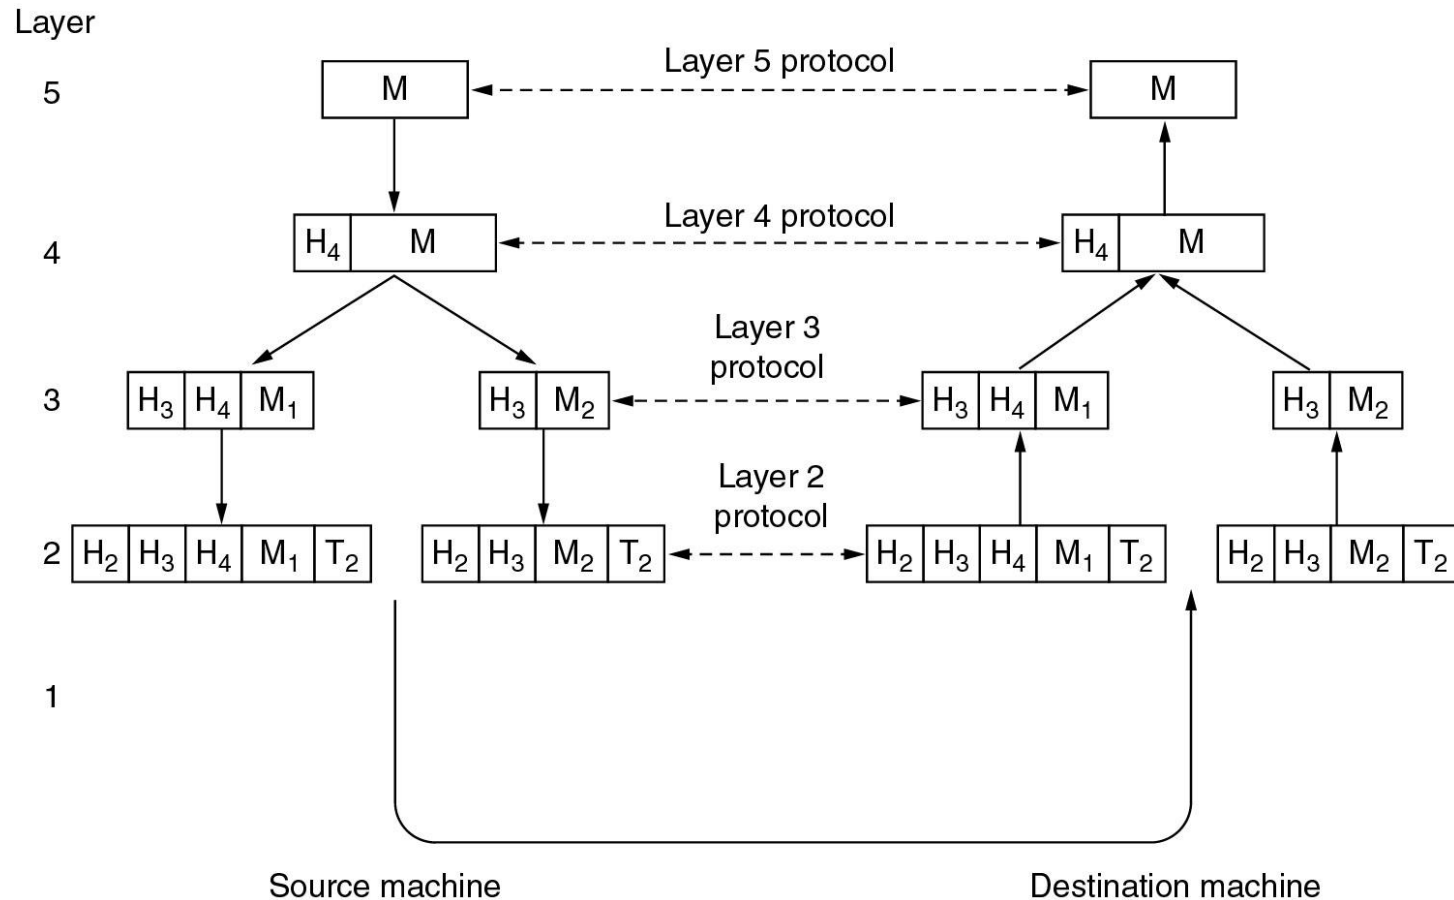 Layer
5 M Layer 5 protocol M
4 H₄ M Layer 4 protocol H₄ M
Layer 3
protocol
3 H₃ H₄ M₁ H₃ M₂ H₃ H₄ M₁ H₃ M₂
Layer 2
protocol
2 H₂ H₃ H₄ M₁ T₂ H₂ H₃ M₂ T₂ H₂ H₃ H₄ M₁ T₂ H₂ H₃ M₂ T₂
1
Source machine Destination machine